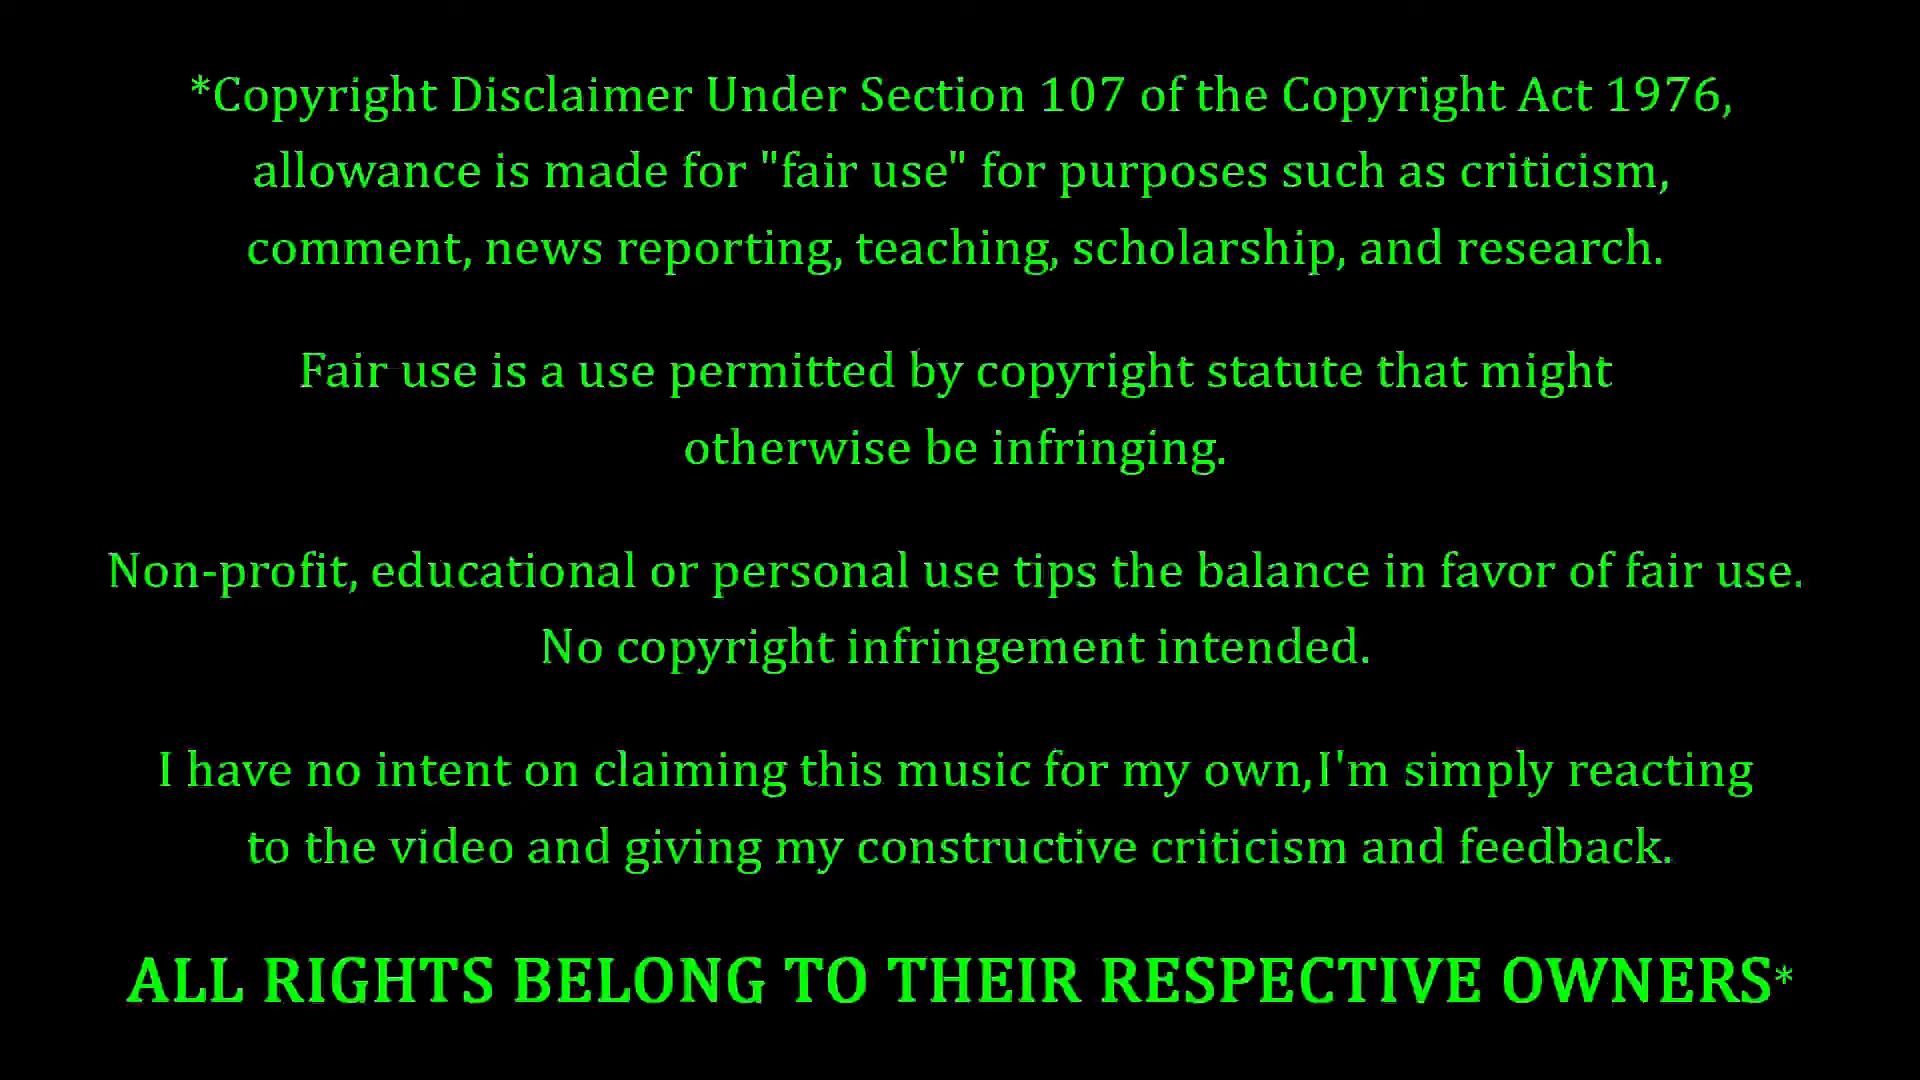 *Copyright Disclaimer Under Section 107 of the Copyright Act 1976,
allowance is made for "fair use" for purposes such as criticism,
comment, news reporting, teaching, scholarship, and research.
Fair use is a use permitted by copyright statute that might
otherwise be infringing.
Non-profit, educational or personal use tips the balance in favor of fair use.
No copyright infringement intended.
I have no intent on claiming this music for my own,I'm simply reacting
to the video and giving my constructive criticism and feedback.
ALL RIGHTS BELONG TO THEIR RESPECTIVE OWNERS*